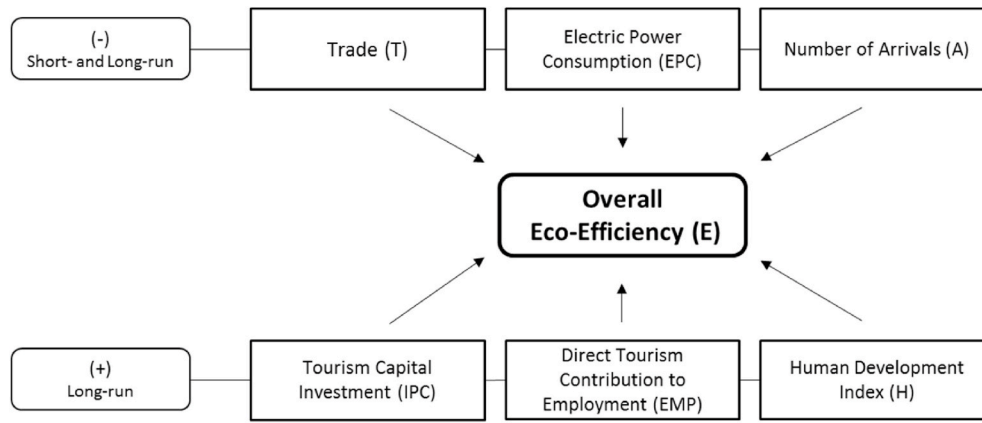 (-)
Short- and Long-run
Trade (T)
Electric Power
Consumption (EPC)
Number of Arrivals (A)
Overall
Eco-Efficiency (E)
(+)
Long-run
Tourism Capital
Investment (IPC)
Direct Tourism
Contribution to
Employment (EMP)
Human Development
Index (H)